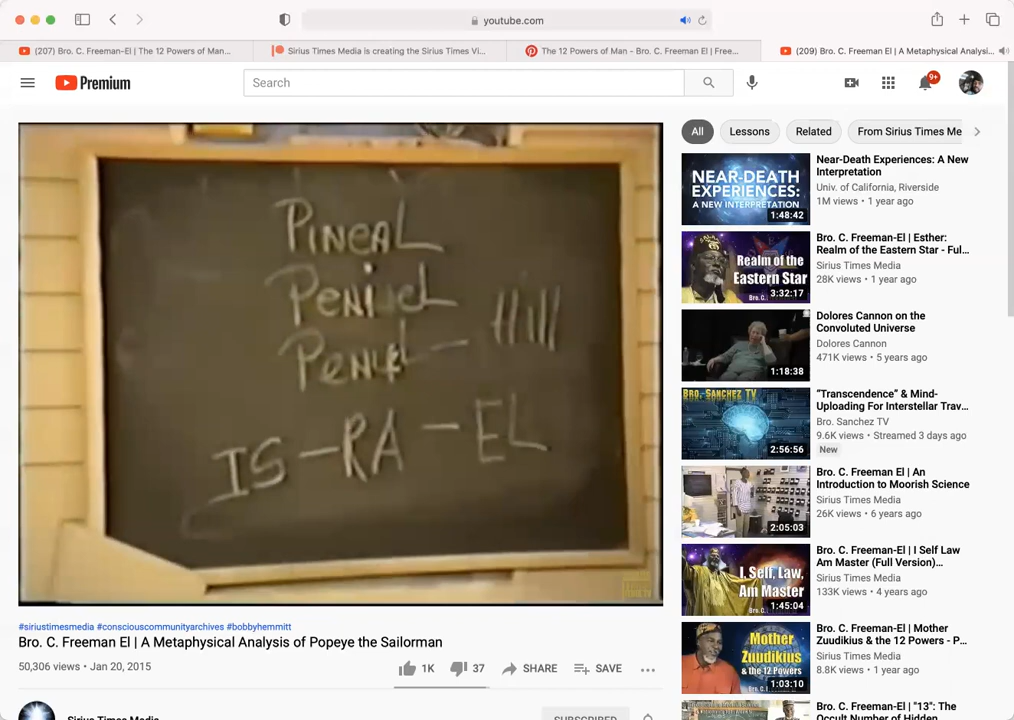 youtube.com
(207) Bro. C. Freeman-El | The 12 Powers of Man...
Sirius Times Media is creating the Sirius Times Vi...
The 12 Powers of Man - Bro. C. Freeman El | Free...
(209) Bro. C. Freeman El | A Metaphysical Analysi...
Premium
Search
9+
PINEAL
PENIEL
PENUEL - Hill
IS-RA-EL
#siriustimesmedia #consciouscommunityarchives #bobbyhemmitt
Bro. C. Freeman El | A Metaphysical Analysis of Popeye the Sailorman
50,306 views • Jan 20, 2015
1K
37
SHARE
SAVE
Sirius Times Media
SUBSCRIBED
All
Lessons
Related
From Sirius Times Me
NEAR-DEATH
EXPERIENCES:
A NEW INTERPRETATION
1:48:42
Near-Death Experiences: A New
Interpretation
Univ. of California, Riverside
1M views • 1 year ago
Realm of the
Eastern Star
Bro. C.
3:32:17
Bro. C. Freeman-El | Esther:
Realm of the Eastern Star - Ful...
Sirius Times Media
28K views • 1 year ago
1:18:38
Dolores Cannon on the
Convoluted Universe
Dolores Cannon
471K views • 5 years ago
BRO. SANCHEZ TV
2:56:56
“Transcendence” & Mind-
Uploading For Interstellar Trav...
Bro. Sanchez TV
9.6K views • Streamed 3 days ago
New
2:05:03
Bro. C. Freeman El | An
Introduction to Moorish Science
Sirius Times Media
26K views • 6 years ago
I, Self, Law,
Am Master
1:45:04
Bro. C. Freeman-El | I Self Law
Am Master (Full Version)...
Sirius Times Media
133K views • 4 years ago
Mother
Zuudikius
& the 12 Powers
1:03:10
Bro. C. Freeman-El | Mother
Zuudikius & the 12 Powers - P...
Sirius Times Media
8.8K views • 1 year ago
Bro. C. Freeman-El | "13": The
Occult Number of Hidden